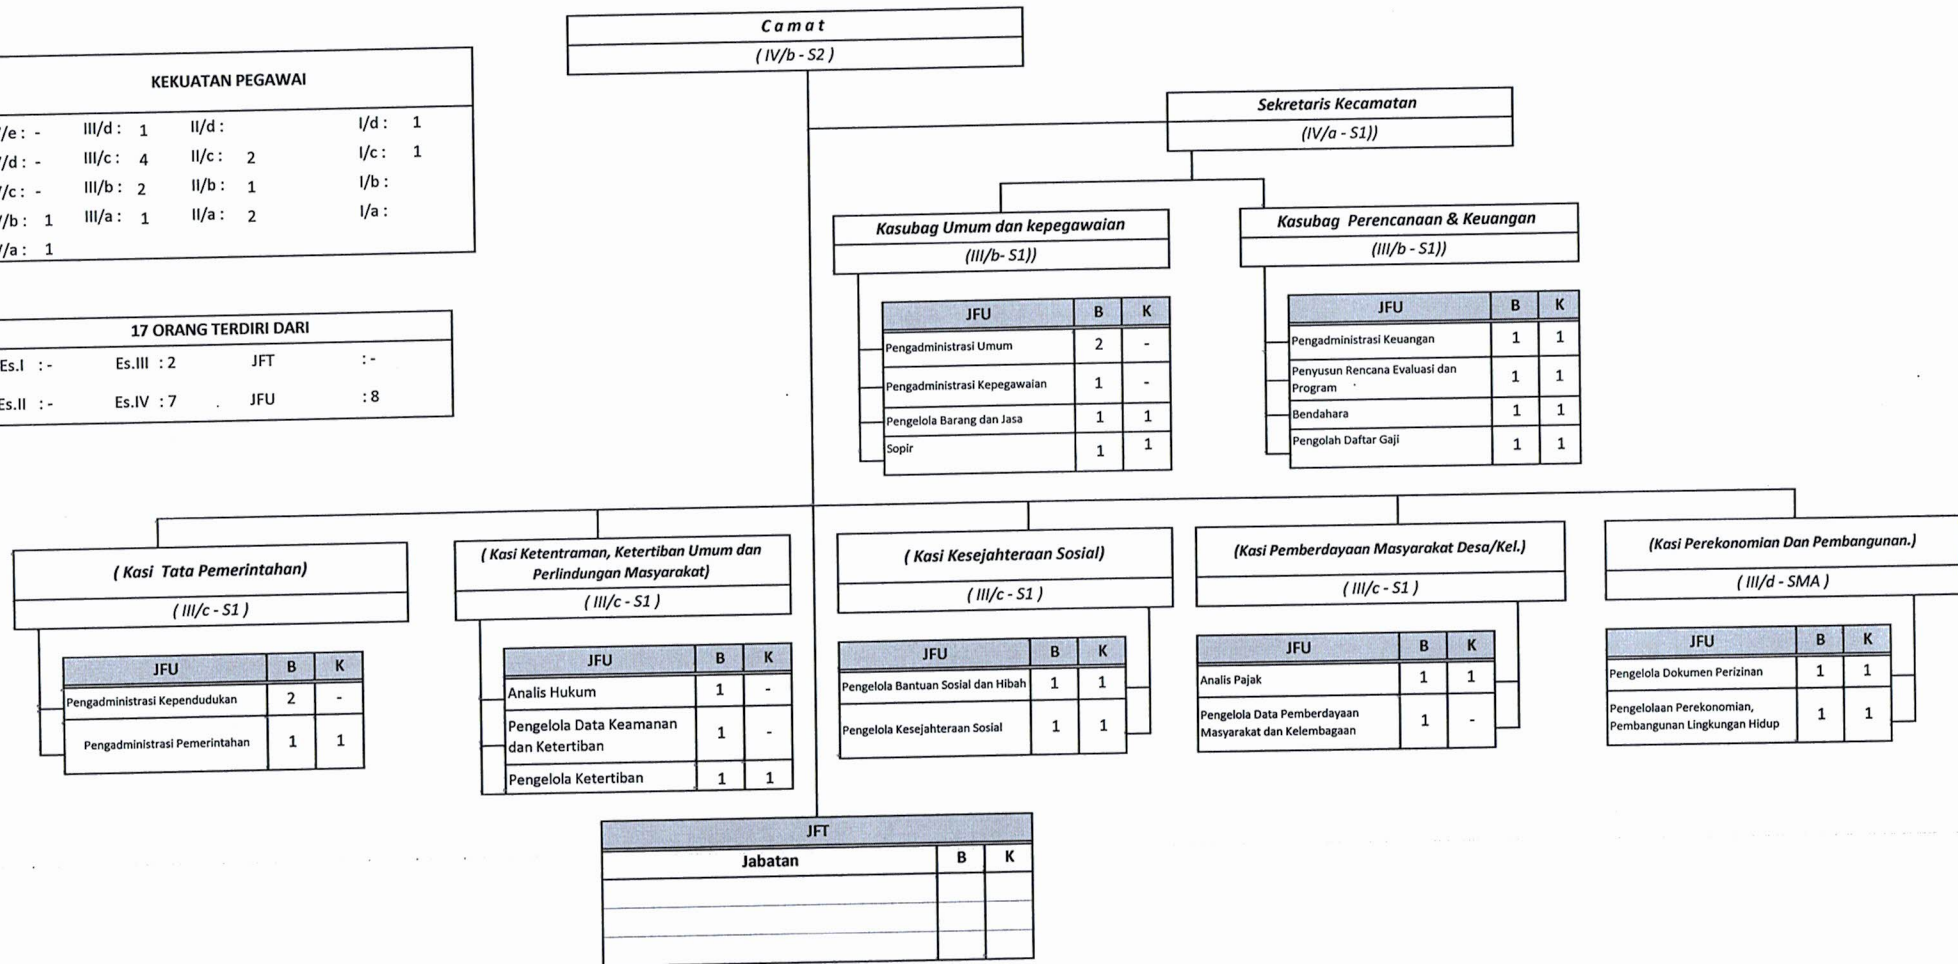 C a m a t
( IV/b - S2 )
KEKUATAN PEGAWAI
/e : - III/d : 1 II/d : I/d : 1
/d : - III/c : 4 II/c : 2 I/c : 1
/c : - III/b : 2 II/b : 1 I/b :
/b : 1 III/a : 1 II/a : 2 I/a :
/a : 1
17 ORANG TERDIRI DARI
Es.I : - Es.III : 2 JFT : -
Es.II : - Es.IV : 7 JFU : 8
Sekretaris Kecamatan
(IV/a - S1))
Kasubag Umum dan kepegawaian
(III/b- S1))
JFU B K
Pengadministrasi Umum 2 -
Pengadministrasi Kepegawaian 1 -
Pengelola Barang dan Jasa 1 1
Sopir 1 1
Kasubag Perencanaan & Keuangan
(III/b - S1))
JFU B K
Pengadministrasi Keuangan 1 1
Penyusun Rencana Evaluasi dan
Program 1 1
Bendahara 1 1
Pengolah Daftar Gaji 1 1
( Kasi Tata Pemerintahan)
( III/c - S1 )
JFU B K
Pengadministrasi Kependudukan 2 -
Pengadministrasi Pemerintahan 1 1
( Kasi Ketentraman, Ketertiban Umum dan
Perlindungan Masyarakat)
( III/c - S1 )
JFU B K
Analis Hukum 1 -
Pengelola Data Keamanan
dan Ketertiban 1 -
Pengelola Ketertiban 1 1
( Kasi Kesejahteraan Sosial)
( III/c - S1 )
JFU B K
Pengelola Bantuan Sosial dan Hibah 1 1
Pengelola Kesejahteraan Sosial 1 1
(Kasi Pemberdayaan Masyarakat Desa/Kel.)
( III/c - S1 )
JFU B K
Analis Pajak 1 1
Pengelola Data Pemberdayaan
Masyarakat dan Kelembagaan 1 -
(Kasi Perekonomian Dan Pembangunan.)
( III/d - SMA )
JFU B K
Pengelola Dokumen Perizinan 1 1
Pengelolaan Perekonomian,
Pembangunan Lingkungan Hidup 1 1
JFT
Jabatan B K